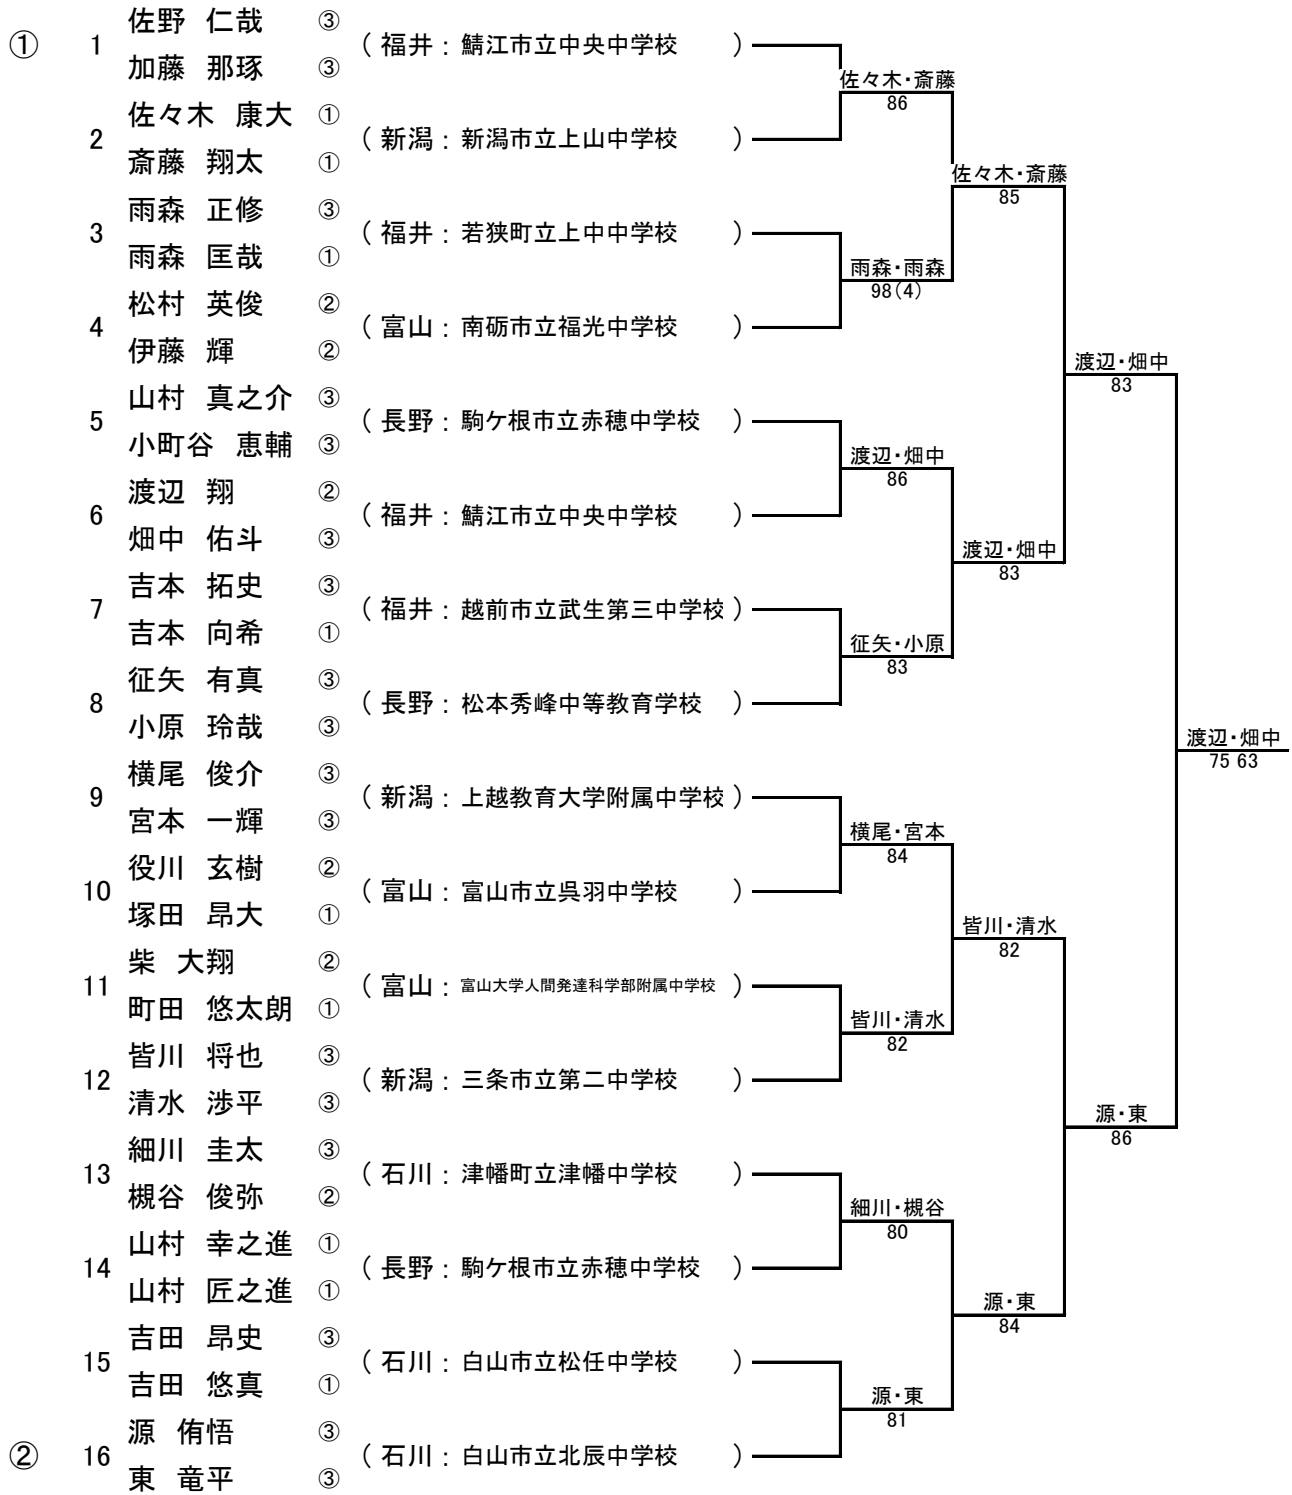 ① 1 佐野 仁哉 ③ ( 福井 : 鯖江市立中央中学校 )
加藤 那琢 ③
佐々木・斎藤
86
2 佐々木 康大 ① ( 新潟 : 新潟市立上山中学校 )
斎藤 翔太 ①
佐々木・斎藤
85
3 雨森 正修 ③ ( 福井 : 若狭町立上中中学校 )
雨森 匡哉 ①
雨森・雨森
98(4)
4 松村 英俊 ② ( 富山 : 南砺市立福光中学校 )
伊藤 輝 ②
渡辺・畑中
83
5 山村 真之介 ③ ( 長野 : 駒ケ根市立赤穂中学校 )
小町谷 恵輔 ③
渡辺・畑中
86
6 渡辺 翔 ② ( 福井 : 鯖江市立中央中学校 )
畑中 佑斗 ③
渡辺・畑中
83
7 吉本 拓史 ③ ( 福井 : 越前市立武生第三中学校 )
吉本 向希 ①
征矢・小原
83
8 征矢 有真 ③ ( 長野 : 松本秀峰中等教育学校 )
小原 玲哉 ③
渡辺・畑中
75 63
9 横尾 俊介 ③ ( 新潟 : 上越教育大学附属中学校 )
宮本 一輝 ③
横尾・宮本
84
10 役川 玄樹 ② ( 富山 : 富山市立呉羽中学校 )
塚田 昂大 ①
皆川・清水
82
11 柴 大翔 ② ( 富山 : 富山大学人間発達科学部附属中学校 )
町田 悠太朗 ①
皆川・清水
82
12 皆川 将也 ③ ( 新潟 : 三条市立第二中学校 )
清水 渉平 ③
源・東
86
13 細川 圭太 ③ ( 石川 : 津幡町立津幡中学校 )
槻谷 俊弥 ②
細川・槻谷
80
14 山村 幸之進 ① ( 長野 : 駒ケ根市立赤穂中学校 )
山村 匠之進 ①
源・東
84
15 吉田 昂史 ③ ( 石川 : 白山市立松任中学校 )
吉田 悠真 ①
源・東
81
② 16 源 侑悟 ③ ( 石川 : 白山市立北辰中学校 )
東 竜平 ③